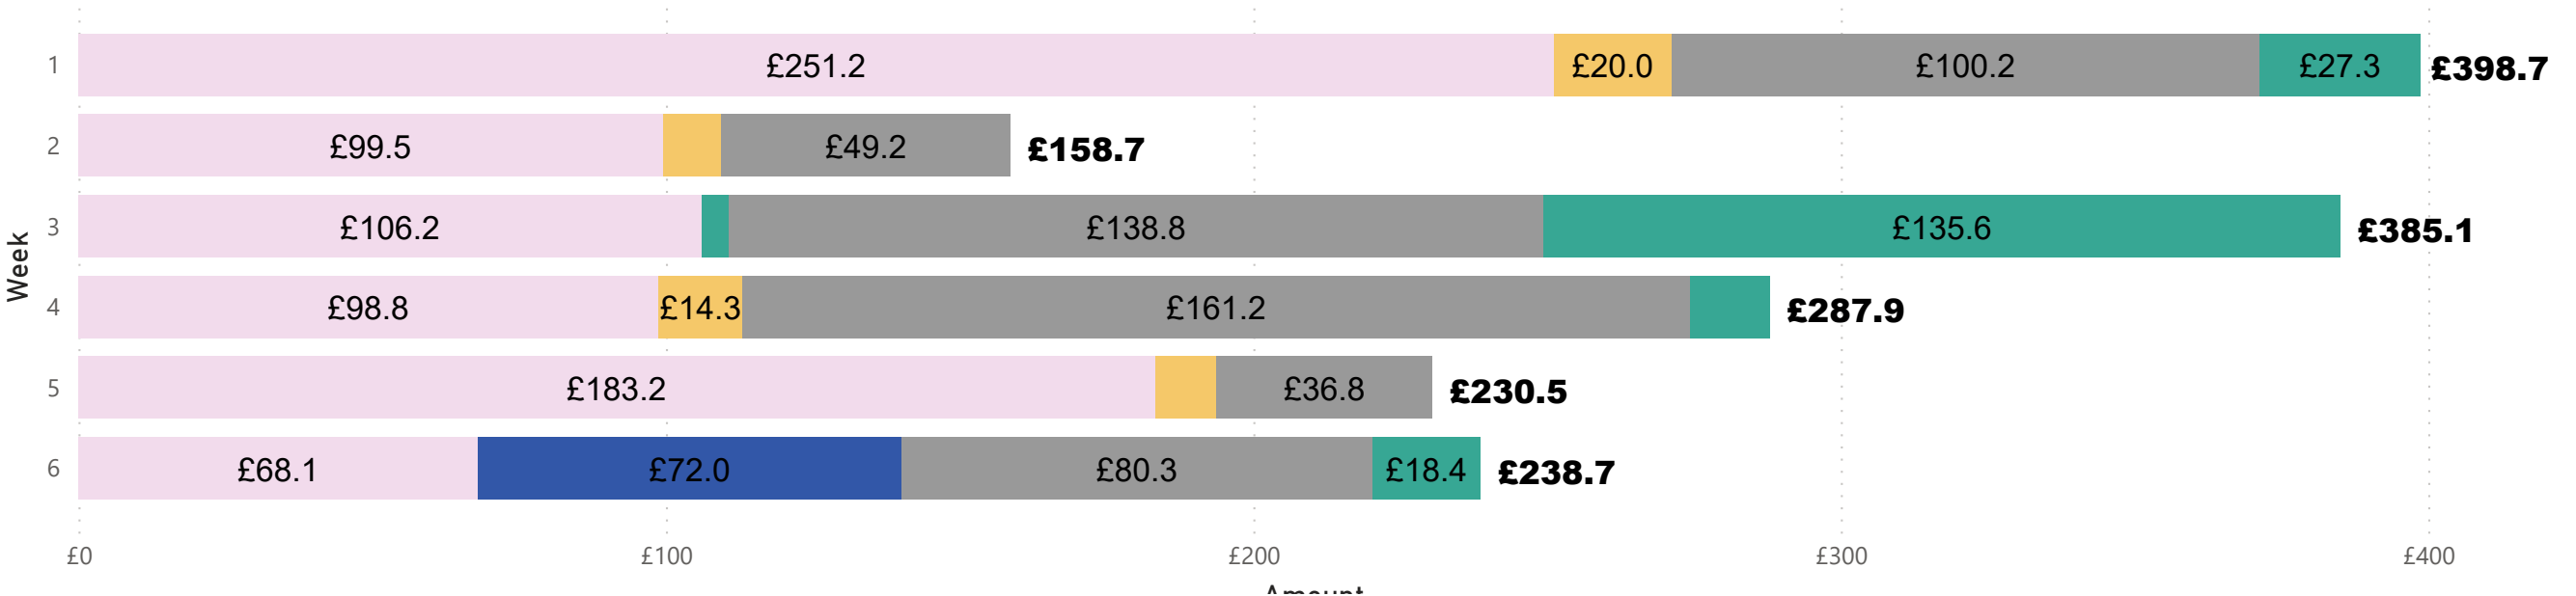 1 £251.2 £20.0 £100.2 £27.3 £398.7
2 £99.5 £49.2 £158.7
3 £106.2 £138.8 £135.6 £385.1
Week
4 £98.8 £14.3 £161.2 £287.9
5 £183.2 £36.8 £230.5
6 £68.1 £72.0 £80.3 £18.4 £238.7
£0 £100 £200 £300 £400
Amount